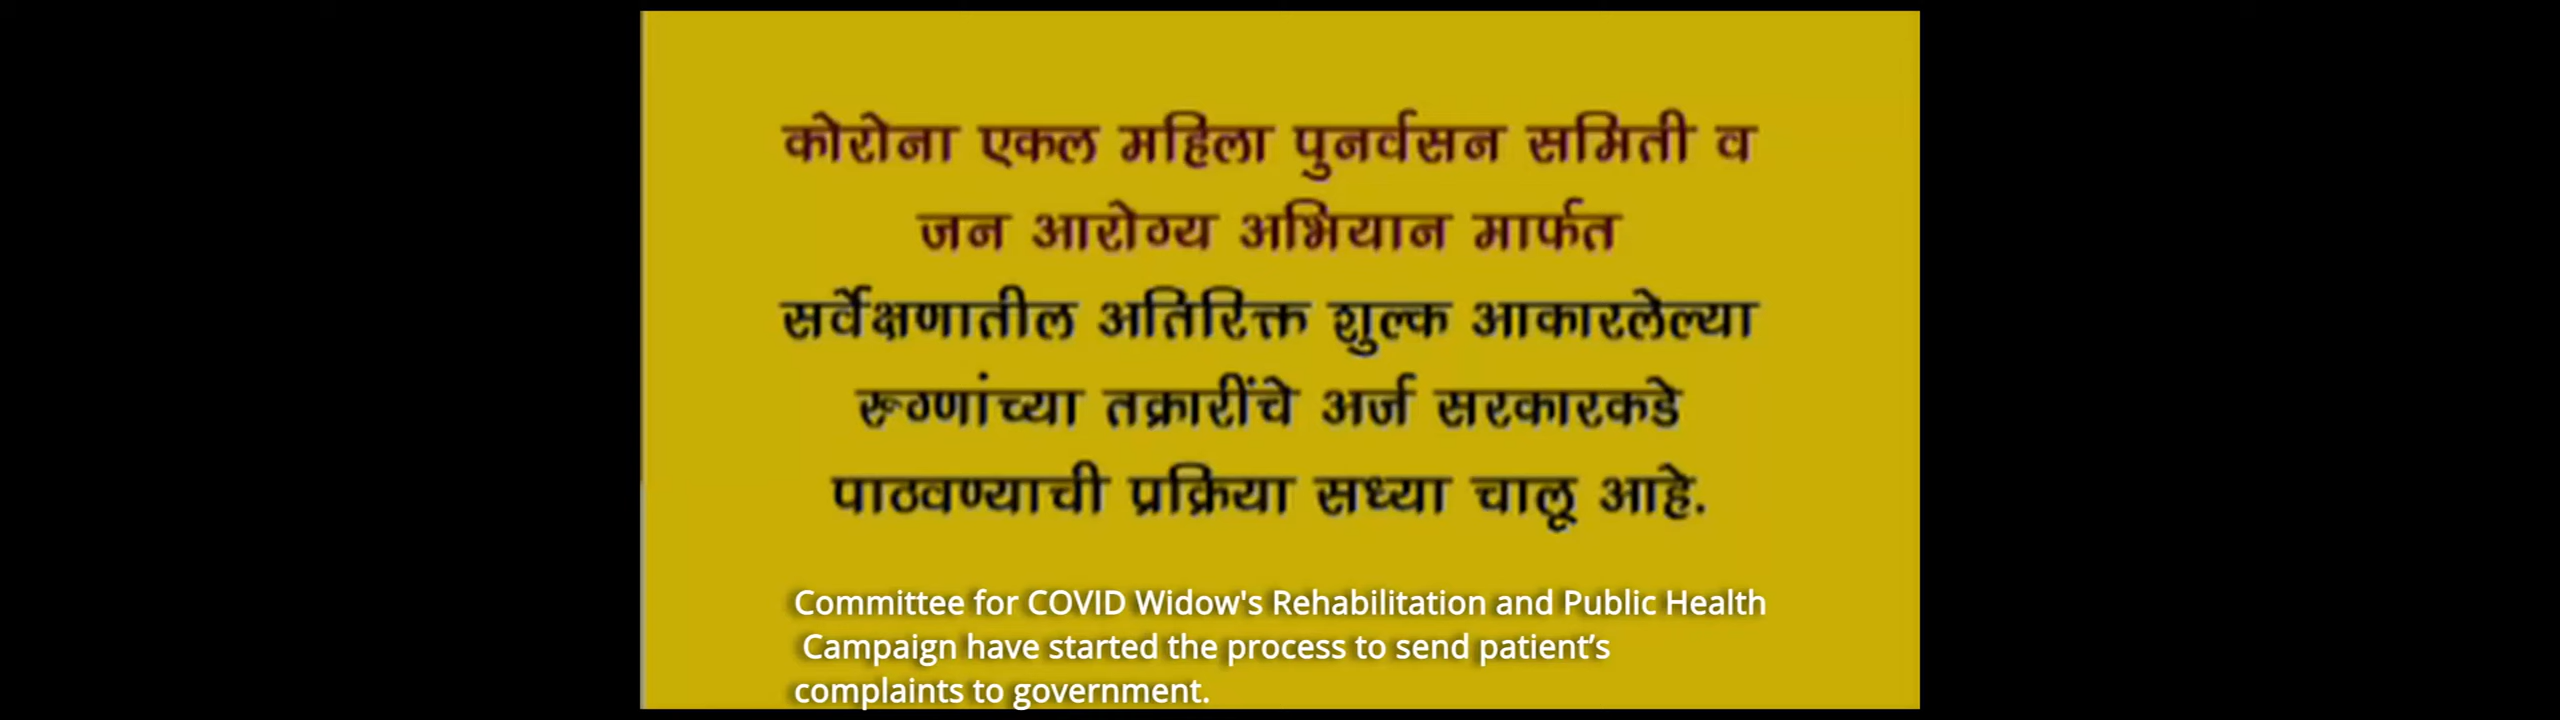 कोरोना एकल महिला पुनर्वसन समिती व
जन आरोग्य अभियान मार्फत
सर्वेक्षणातील अतिरिक्त शुल्क आकारलेल्या
रूग्णांच्या तक्रारींचे अर्ज सरकारकडे
पाठवण्याची प्रक्रिया सध्या चालू आहे.
Committee for COVID Widow's Rehabilitation and Public Health
Campaign have started the process to send patient’s
complaints to government.